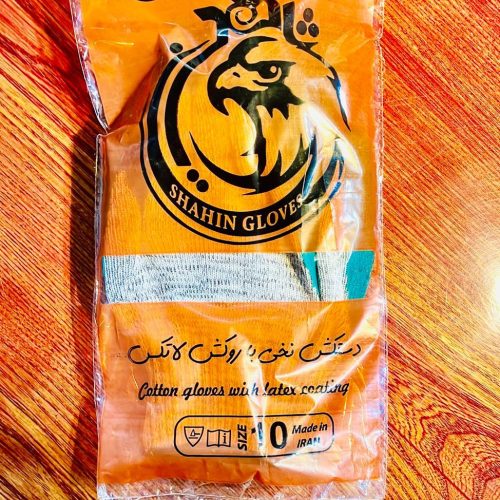 شاهین
SHAHIN GLOVES
دستکش نخی با روکش لاتکس
Cotton gloves with latex coating
SIZE 10 Made in IRAN